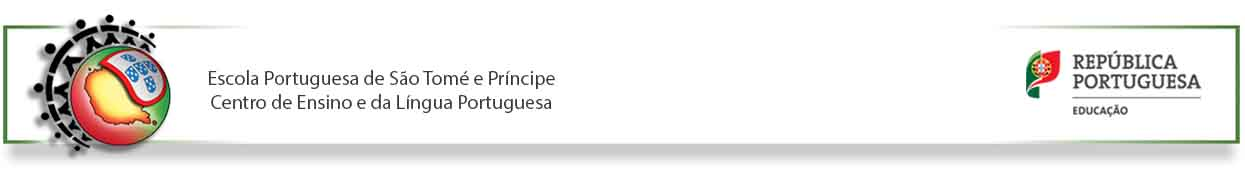 Escola Portuguesa de São Tomé e Príncipe
Centro de Ensino e da Língua Portuguesa
REPÚBLICA
PORTUGUESA
EDUCAÇÃO